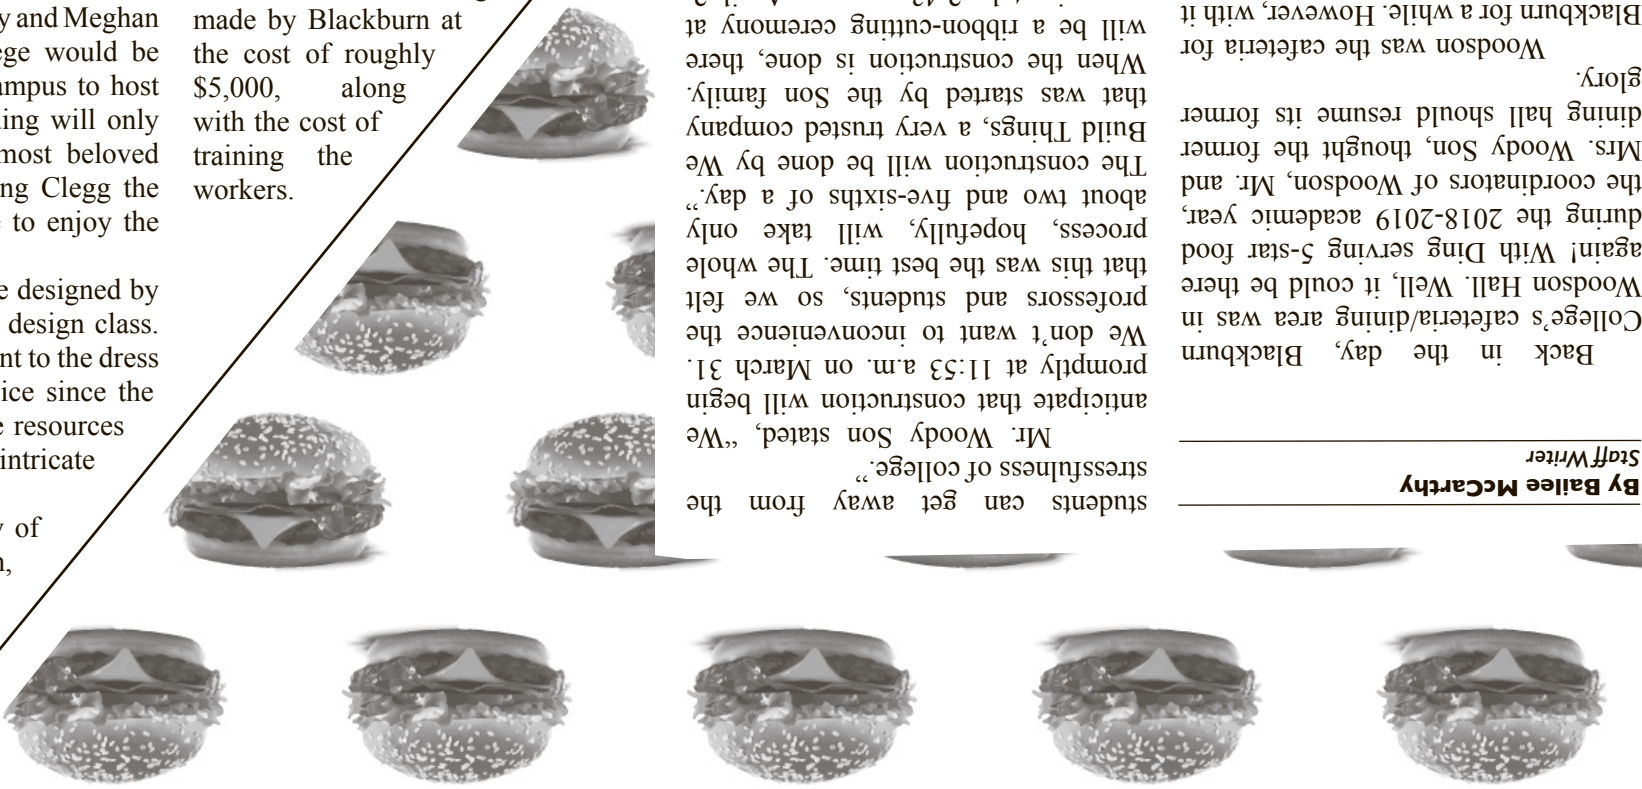 y and Meghan
ege would be
ampus to host
ing will only
most beloved
ng Clegg the
to enjoy the
e designed by
design class.
nt to the dress
ice since the
e resources
intricate
y of
n,
made by Blackburn at
the cost of roughly
$5,000, along
with the cost of
training the
workers.
By Bailee McCarthy
Staff Writer
Back in the day, Blackburn
College’s cafeteria/dining area was in
Woodson Hall. Well, it could be there
again! With Ding serving 5-star food
during the 2018-2019 academic year,
the coordinators of Woodson, Mr. and
Mrs. Woody Son, thought the former
dining hall should resume its former
glory.
Woodson was the cafeteria for
Blackburn for a while. However, with it
students can get away from the
stressfulness of college.”
Mr. Woody Son stated, “We
anticipate that construction will begin
promptly at 11:53 a.m. on March 31.
We don’t want to inconvenience the
professors and students, so we felt
that this was the best time. The whole
process, hopefully, will take only
about two and five-sixths of a day.”
The construction will be done by We
Build Things, a very trusted company
that was started by the Son family.
When the construction is done, there
will be a ribbon-cutting ceremony at